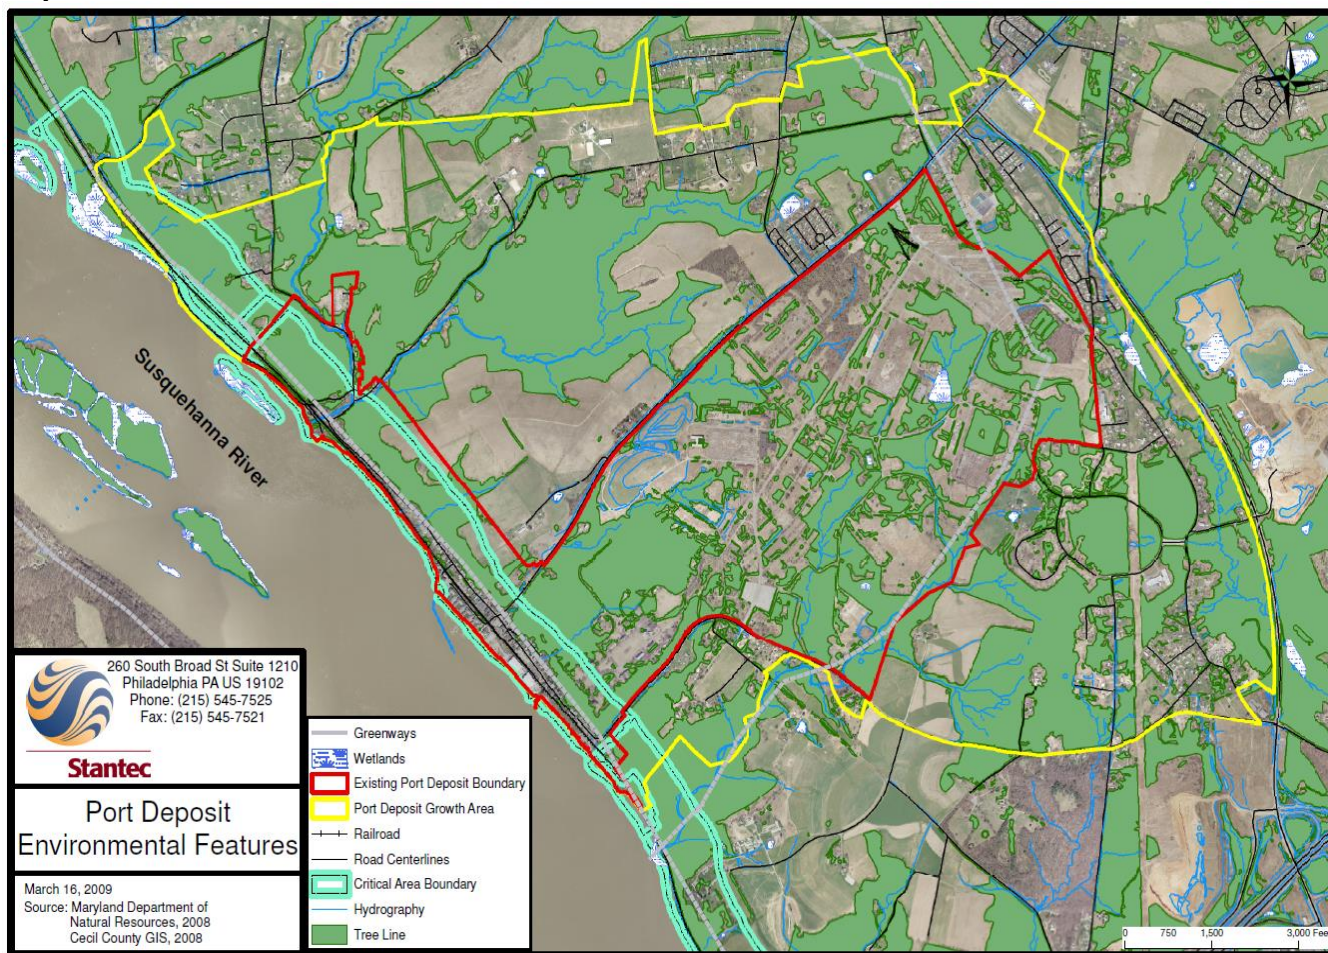 N
Susquehanna River
260 South Broad St Suite 1210
Philadelphia PA US 19102
Phone: (215) 545-7525
Fax: (215) 545-7521
Stantec
Port Deposit
Environmental Features
March 16, 2009
Source: Maryland Department of
Natural Resources, 2008
Cecil County GIS, 2008
Greenways
Wetlands
Existing Port Deposit Boundary
Port Deposit Growth Area
Railroad
Road Centerlines
Critical Area Boundary
Hydrography
Tree Line
0 750 1,500 3,000 Fee